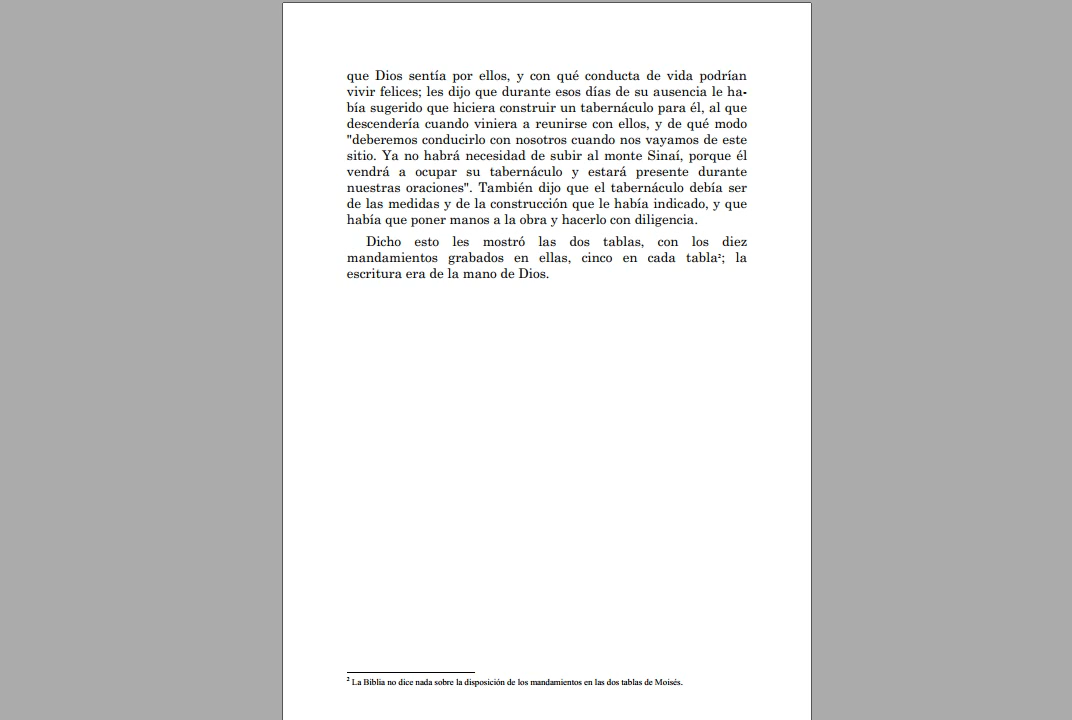 que Dios sentía por ellos, y con qué conducta de vida podrían
vivir felices; les dijo que durante esos días de su ausencia le ha-
bía sugerido que hiciera construir un tabernáculo para él, al que
descendería cuando viniera a reunirse con ellos, y de qué modo
"deberemos conducirlo con nosotros cuando nos vayamos de este
sitio. Ya no habrá necesidad de subir al monte Sinaí, porque él
vendrá a ocupar su tabernáculo y estará presente durante
nuestras oraciones". También dijo que el tabernáculo debía ser
de las medidas y de la construcción que le había indicado, y que
había que poner manos a la obra y hacerlo con diligencia.
Dicho esto les mostró las dos tablas, con los diez
mandamientos grabados en ellas, cinco en cada tabla²; la
escritura era de la mano de Dios.
² La Biblia no dice nada sobre la disposición de los mandamientos en las dos tablas de Moisés.